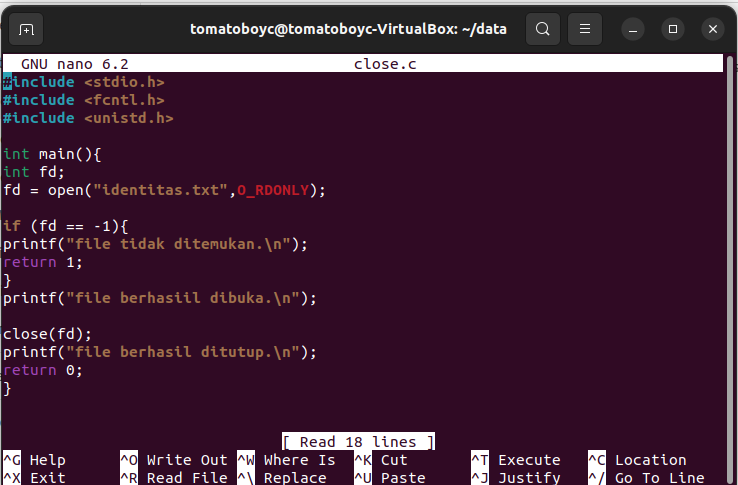 tomatoboyc@tomatoboyc-VirtualBox: ~/data
GNU nano 6.2 close.c
#include <stdio.h>
#include <fcntl.h>
#include <unistd.h>
int main(){
int fd;
fd = open("identitas.txt",O_RDONLY);
if (fd == -1){
printf("file tidak ditemukan.\n");
return 1;
}
printf("file berhasiil dibuka.\n");
close(fd);
printf("file berhasil ditutup.\n");
return 0;
}
[ Read 18 lines ]
^G Help ^O Write Out ^W Where Is ^K Cut ^T Execute ^C Location
^X Exit ^R Read File ^\ Replace ^U Paste ^J Justify ^/ Go To Line